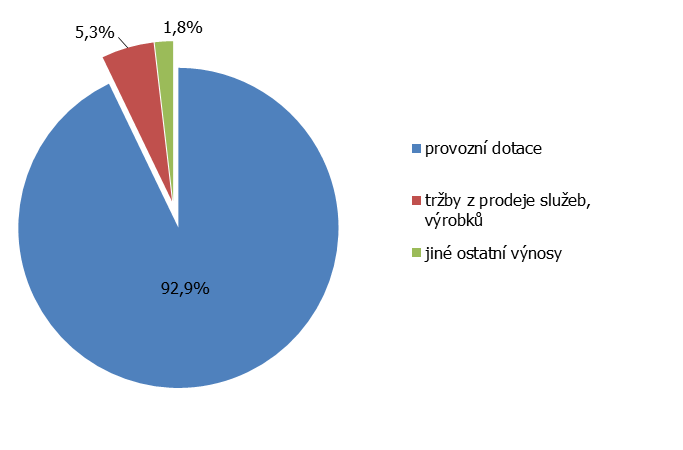 5,3%
1,8%
92,9%
provozní dotace
tržby z prodeje služeb,
výrobků
jiné ostatní výnosy